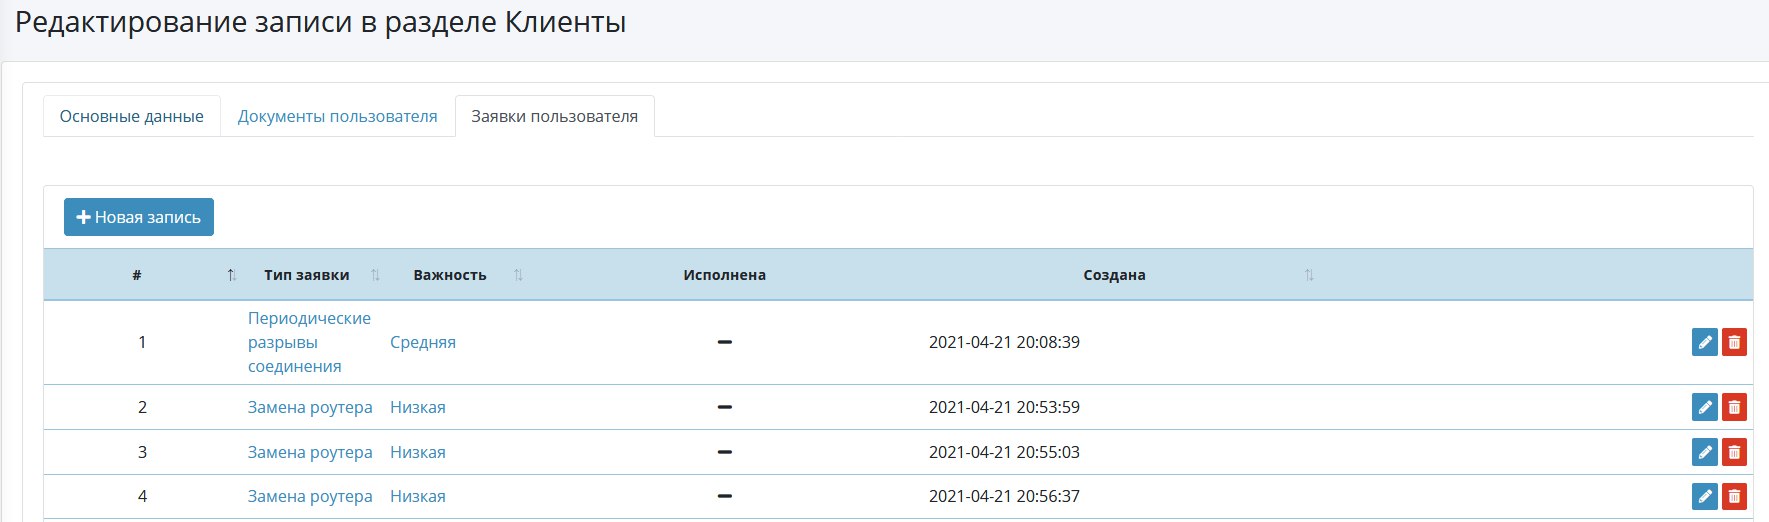 Редактирование записи в разделе Клиенты
Основные данные Документы пользователя Заявки пользователя
Новая запись
# Тип заявки Важность Исполнена Создана
Периодические
разрывы
соединения
1 Средняя 2021-04-21 20:08:39
2 Замена роутера Низкая 2021-04-21 20:53:59
3 Замена роутера Низкая 2021-04-21 20:55:03
4 Замена роутера Низкая 2021-04-21 20:56:37